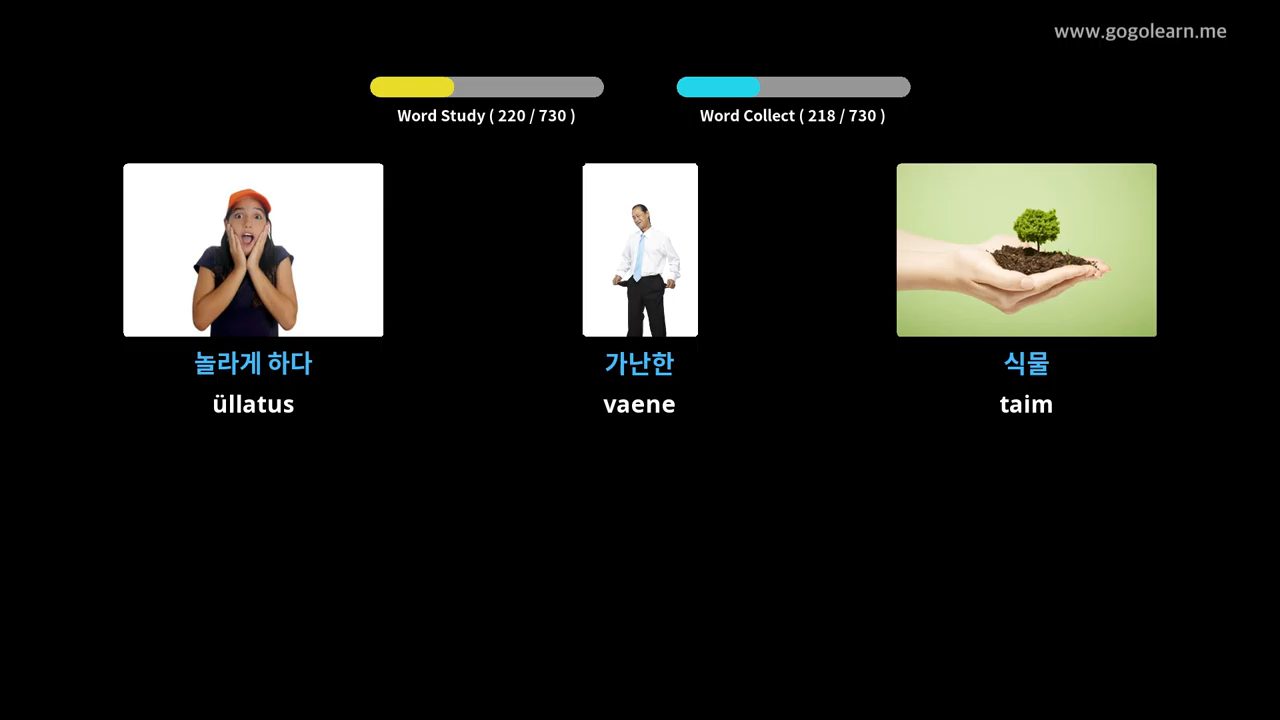 www.gogolearn.me
Word Study ( 220 / 730 )
Word Collect ( 218 / 730 )
놀라게 하다
가난한
식물
üllatus
vaene
taim